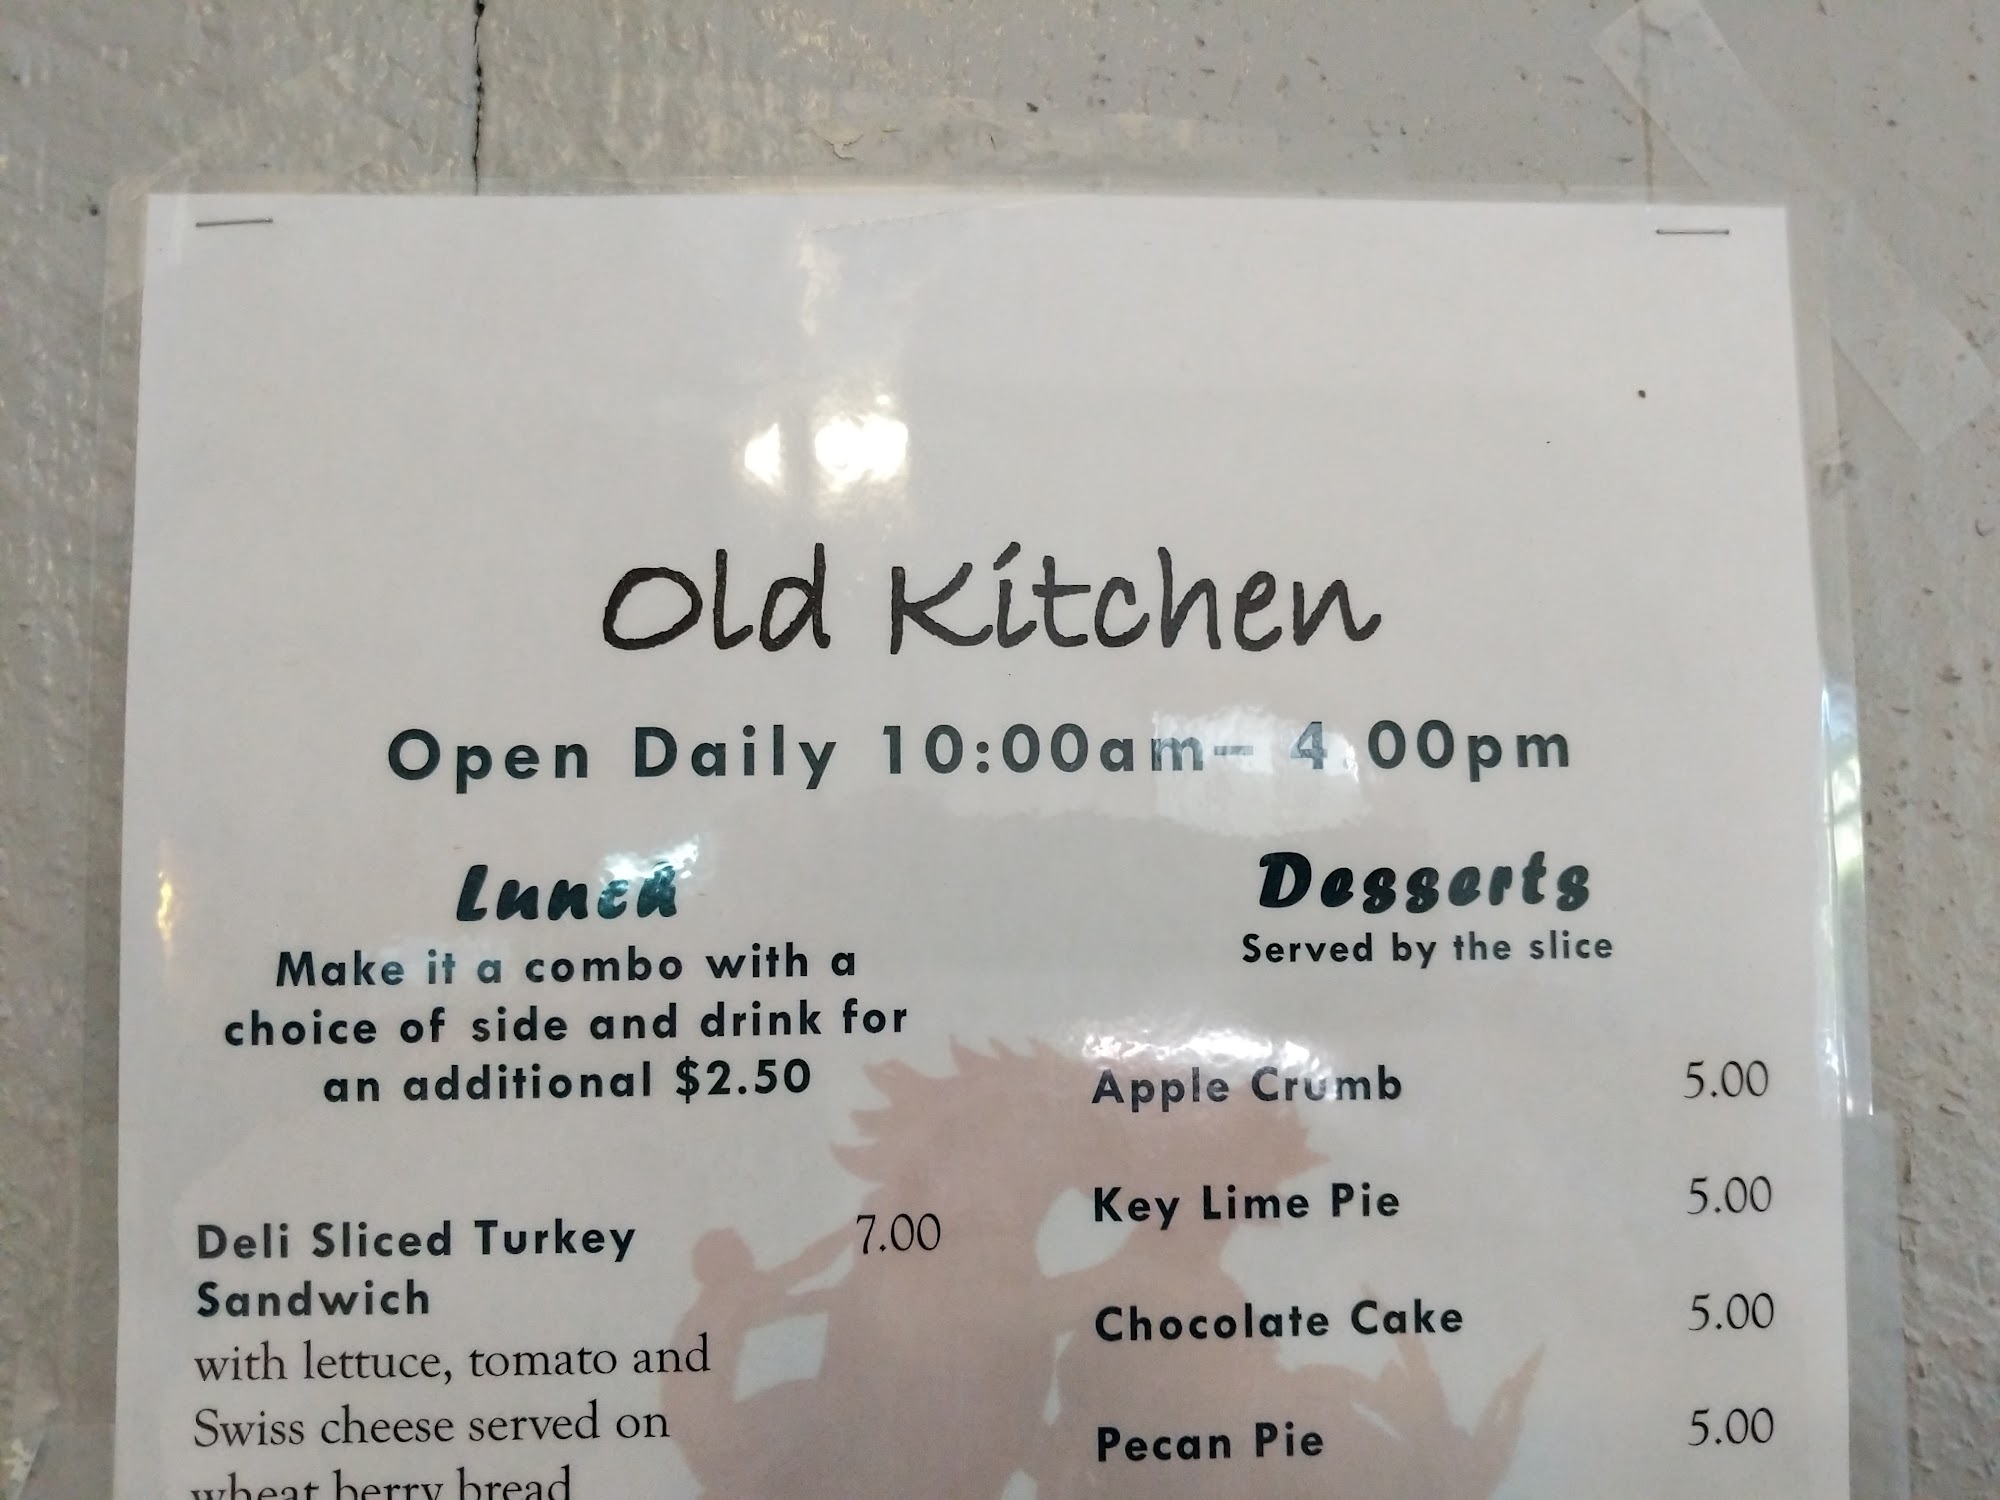 Old Kitchen
Open Daily 10:00am– 4:00pm
Lunch
Make it a combo with a
choice of side and drink for
an additional $2.50
Deli Sliced Turkey 7.00
Sandwich
with lettuce, tomato and
Swiss cheese served on
wheat berry bread
Desserts
Served by the slice
Apple Crumb 5.00
Key Lime Pie 5.00
Chocolate Cake 5.00
Pecan Pie 5.00